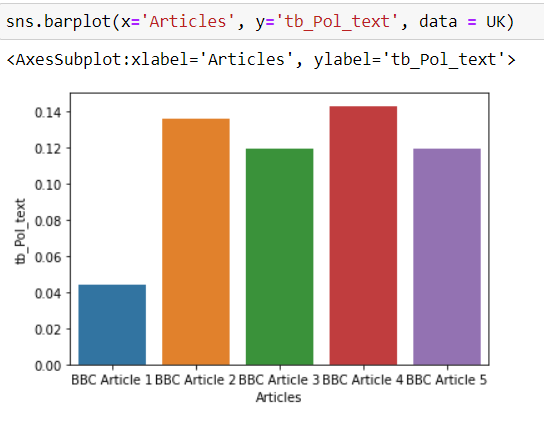 sns.barplot(x='Articles', y='tb_Pol_text', data = UK)
<AxesSubplot:xlabel='Articles', ylabel='tb_Pol_text'>
0.14
0.12
0.10
0.08
0.06
0.04
0.02
0.00
tb_Pol_text
BBC Article 1 BBC Article 2 BBC Article 3 BBC Article 4 BBC Article 5
Articles